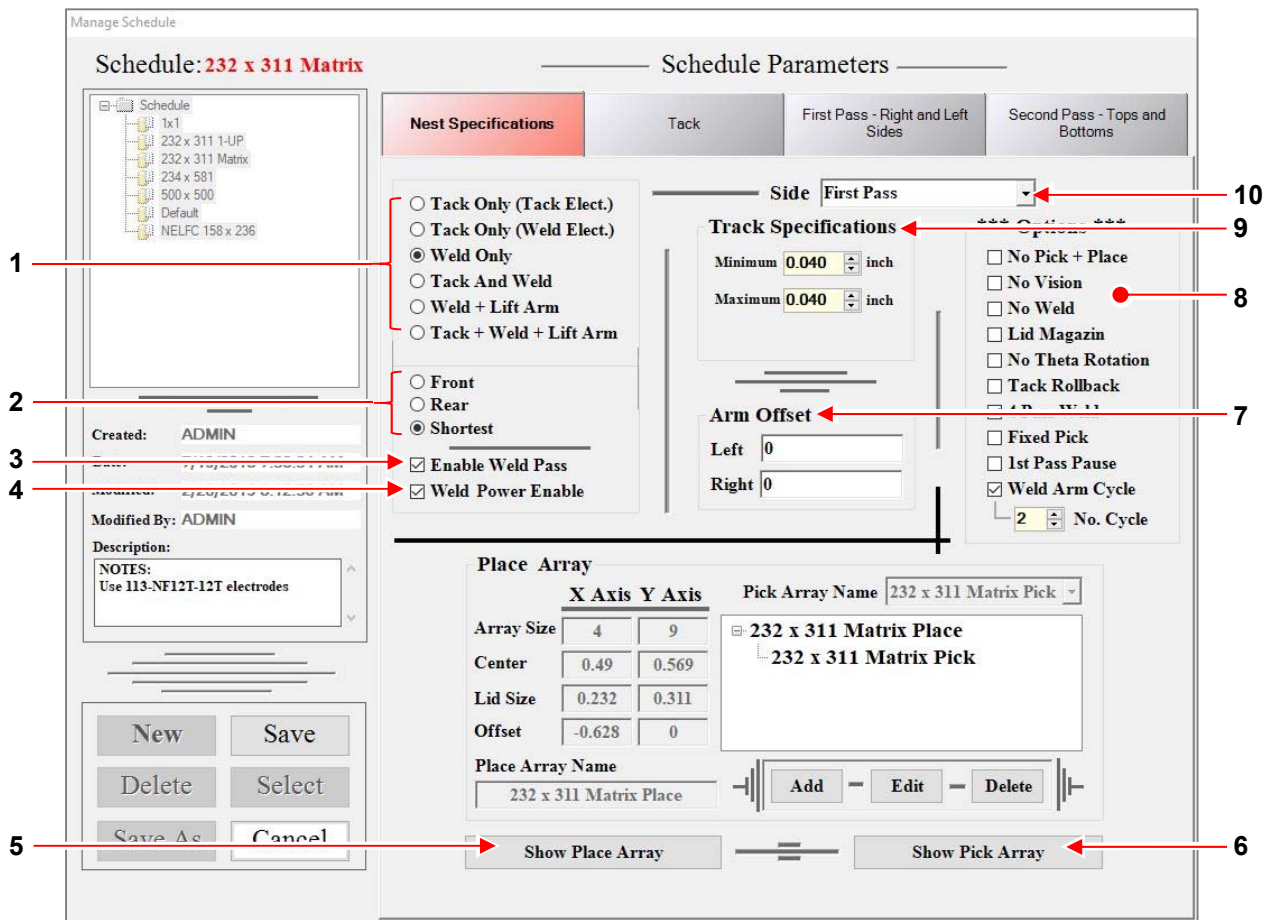 Manage Schedule
Schedule: 232 x 311 Matrix
Schedule
1x1
232 x 311 1-UP
232 x 311 Matrix
234 x 581
500 x 500
Default
NELFC 158 x 236
Created: ADMIN
Modified By: ADMIN
Description:
NOTES:
Use 113-NF12T-12T electrodes
New Save
Delete Select
Save As Cancel
Schedule Parameters
Nest Specifications
Tack
First Pass - Right and Left
Sides
Second Pass - Tops and
Bottoms
Tack Only (Tack Elect.)
Tack Only (Weld Elect.)
Weld Only
Tack And Weld
Weld + Lift Arm
Tack + Weld + Lift Arm
Front
Rear
Shortest
Enable Weld Pass
Weld Power Enable
Side First Pass
Track Specifications
Minimum 0.040 inch
Maximum 0.040 inch
Arm Offset
Left 0
Right 0
*** Options ***
No Pick + Place
No Vision
No Weld
Lid Magazin
No Theta Rotation
Tack Rollback
Fixed Pick
1st Pass Pause
Weld Arm Cycle
2 No. Cycle
Place Array
X Axis Y Axis
Array Size 4 9
Center 0.49 0.569
Lid Size 0.232 0.311
Offset -0.628 0
Place Array Name
232 x 311 Matrix Place
Pick Array Name 232 x 311 Matrix Pick
232 x 311 Matrix Place
232 x 311 Matrix Pick
Add Edit Delete
Show Place Array
Show Pick Array
1
2
3
4
5
6
7
8
9
10